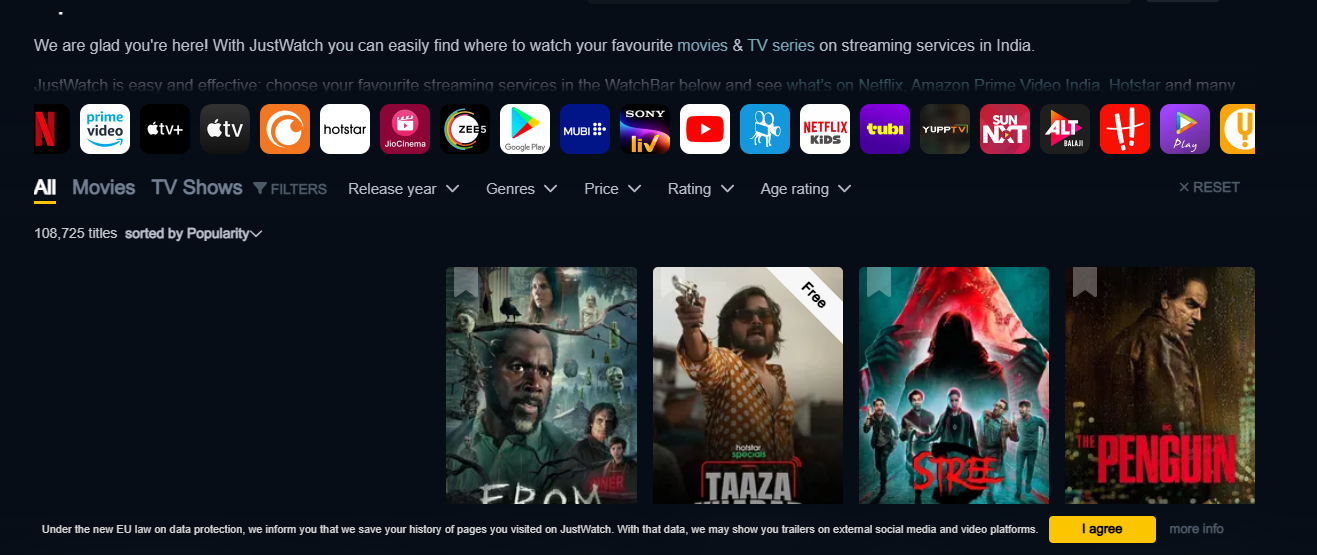 We are glad you're here! With JustWatch you can easily find where to watch your favourite movies & TV series on streaming services in India.
JustWatch is easy and effective: choose your favourite streaming services in the WatchBar below and see what's on Netflix, Amazon Prime Video India, Hotstar and many
N
prime video
tv+
tv
hotstar
JioCinema
ZEE5
Google Play
MUBI
SONY liv
NETFLIX KiDS
tubi
YUPPTV
SUN NXT
ALT BALAJI
Play
All Movies TV Shows FILTERS Release year Genres Price Rating Age rating × RESET
108,725 titles sorted by Popularity
Free
FROM
hotstar
specials
TAAZA
STREE
DC
THE PENGUIN
Under the new EU law on data protection, we inform you that we save your history of pages you visited on JustWatch. With that data, we may show you trailers on external social media and video platforms. I agree more info